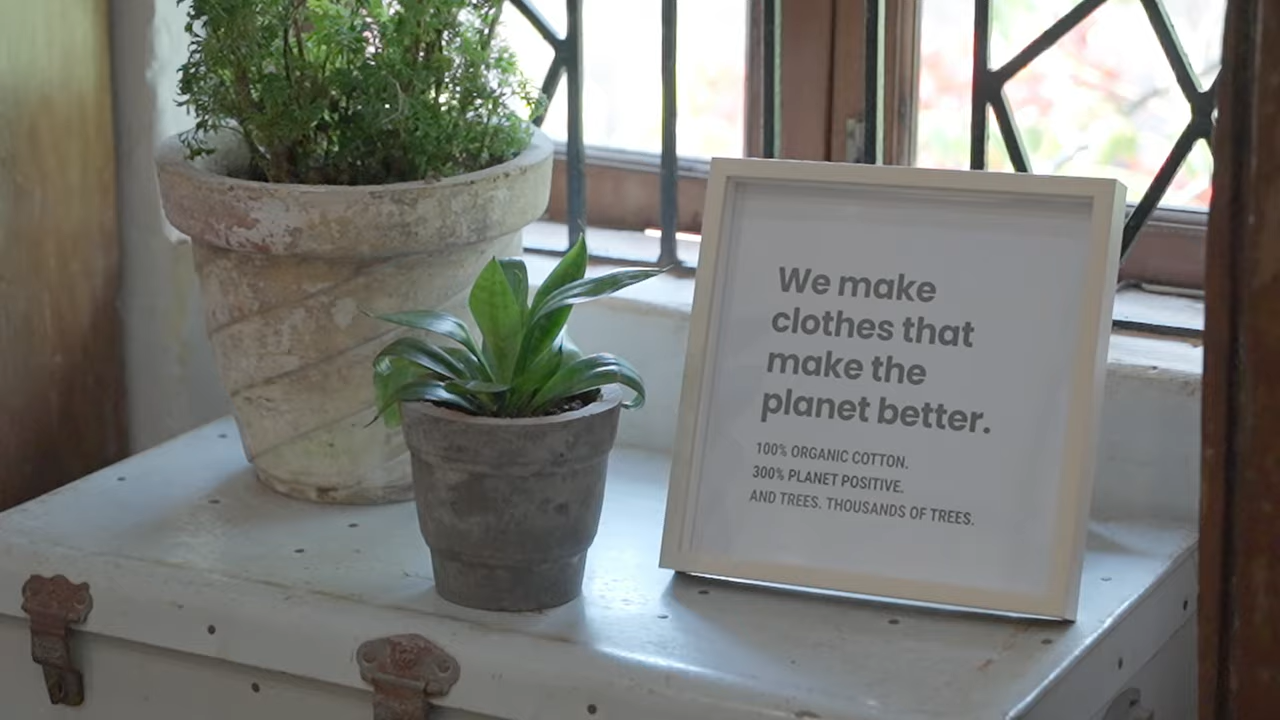 We make
clothes that
make the
planet better.
100% ORGANIC COTTON.
300% PLANET POSITIVE.
AND TREES. THOUSANDS OF TREES.